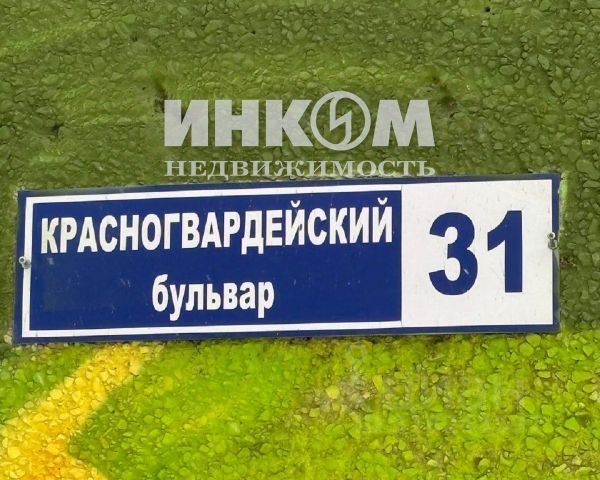 ИНКОМ
НЕДВИЖИМОСТЬ
КРАСНОГВАРДЕЙСКИЙ
бульвар
31